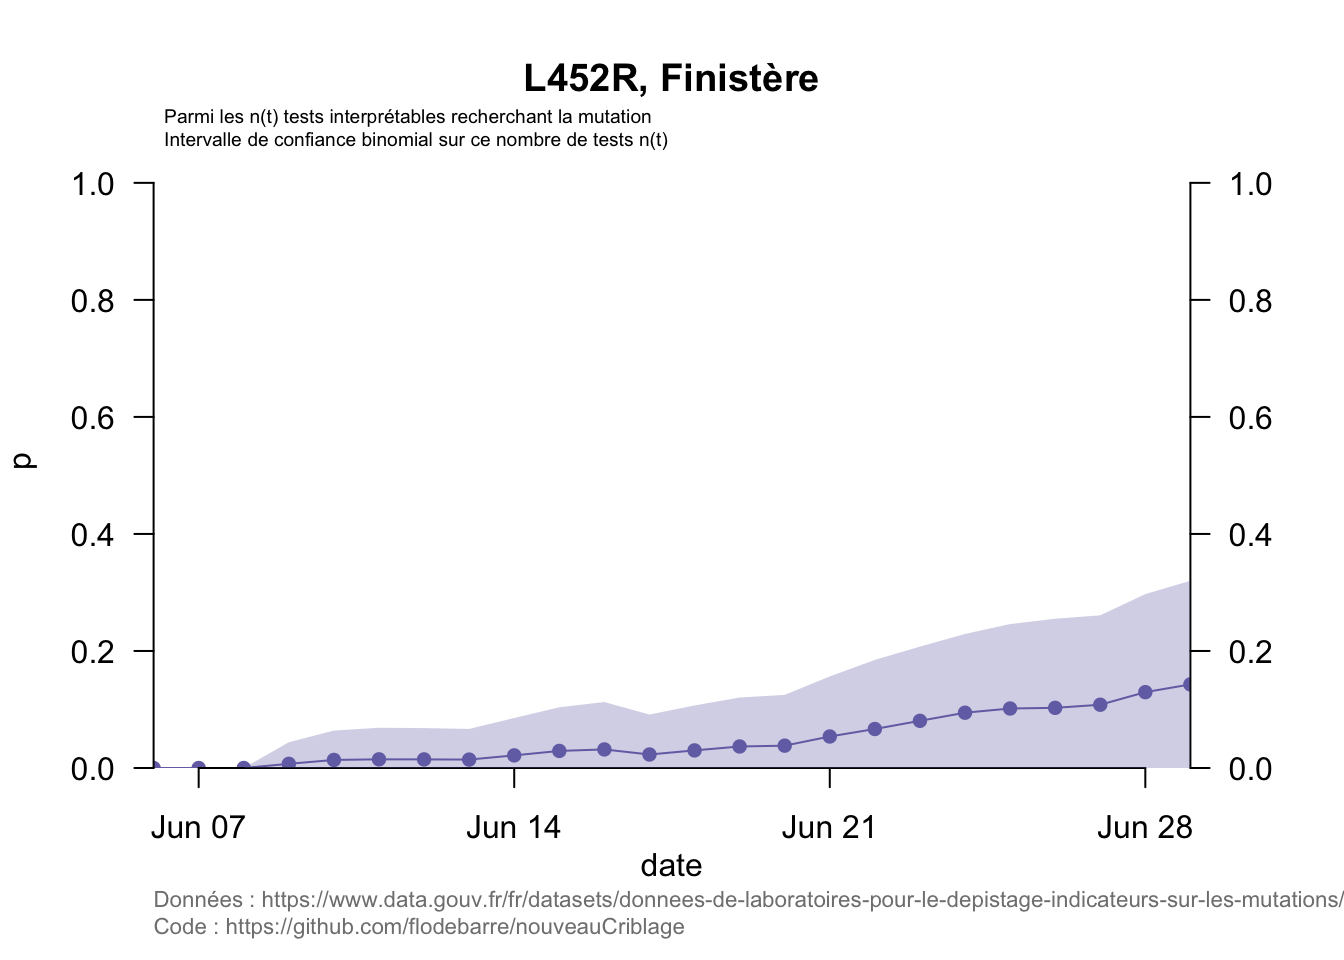 L452R, Finistère
Parmi les n(t) tests interprétables recherchant la mutation
Intervalle de confiance binomial sur ce nombre de tests n(t)
1.0 1.0
0.8 0.8
0.6 0.6
p
0.4 0.4
0.2 0.2
0.0 0.0
Jun 07 Jun 14 Jun 21 Jun 28
date
Données : https://www.data.gouv.fr/fr/datasets/donnees-de-laboratoires-pour-le-depistage-indicateurs-sur-les-mutations/
Code : https://github.com/flodebarre/nouveauCriblage